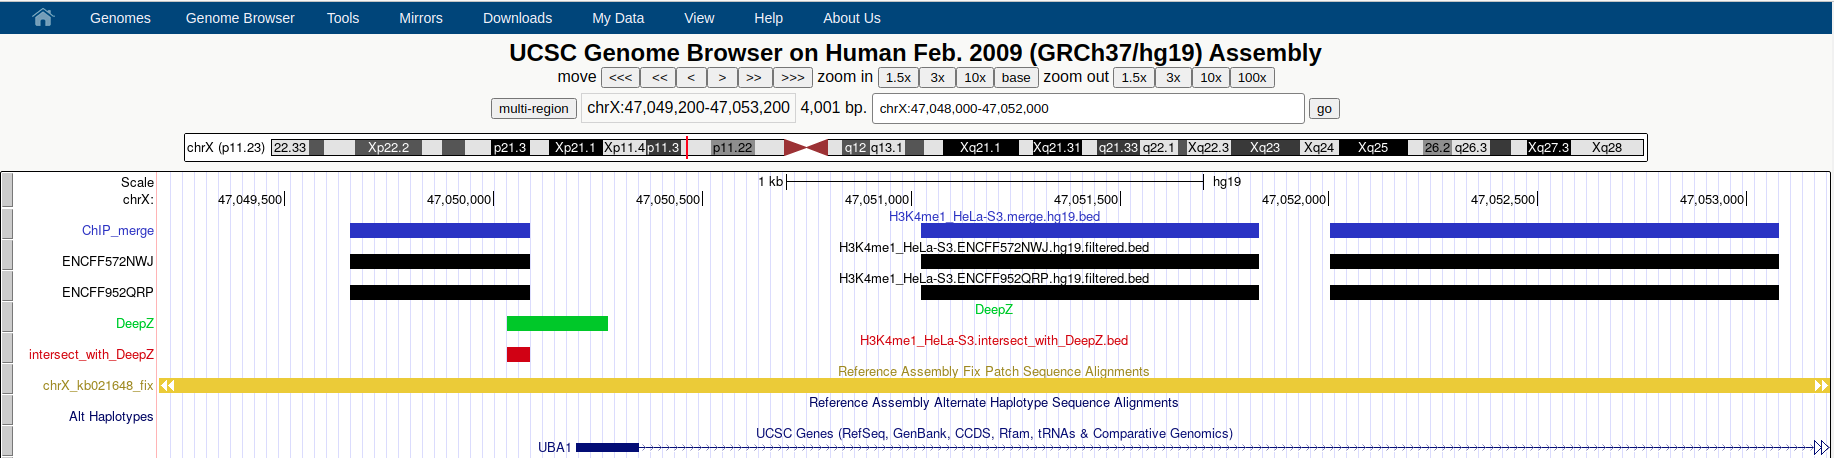 Genomes Genome Browser Tools Mirrors Downloads My Data View Help About Us
UCSC Genome Browser on Human Feb. 2009 (GRCh37/hg19) Assembly
move <<< << < > >> >>> zoom in 1.5x 3x 10x base zoom out 1.5x 3x 10x 100x
multi-region chrX:47,049,200-47,053,200 4,001 bp. chrX:47,048,000-47,052,000 go
chrX (p11.23) 22.33 Xp22.2 p21.3 Xp21.1 Xp11.4 p11.3 p11.22 q12 q13.1 Xq21.1 Xq21.31 q21.33 q22.1 Xq22.3 Xq23 Xq24 Xq25 26.2 q26.3 Xq27.3 Xq28
Scale 1 kb hg19
chrX: 47,049,500 47,050,000 47,050,500 47,051,000 47,051,500 47,052,000 47,052,500 47,053,000
H3K4me1_HeLa-S3.merge.hg19.bed
ChIP_merge
H3K4me1_HeLa-S3.ENCFF572NWJ.hg19.filtered.bed
ENCFF572NWJ
H3K4me1_HeLa-S3.ENCFF952QRP.hg19.filtered.bed
ENCFF952QRP
DeepZ
DeepZ
H3K4me1_HeLa-S3.intersect_with_DeepZ.bed
intersect_with_DeepZ
Reference Assembly Fix Patch Sequence Alignments
chrX_kb021648_fix
Reference Assembly Alternate Haplotype Sequence Alignments
Alt Haplotypes
UCSC Genes (RefSeq, GenBank, CCDS, Rfam, tRNAs & Comparative Genomics)
UBA1